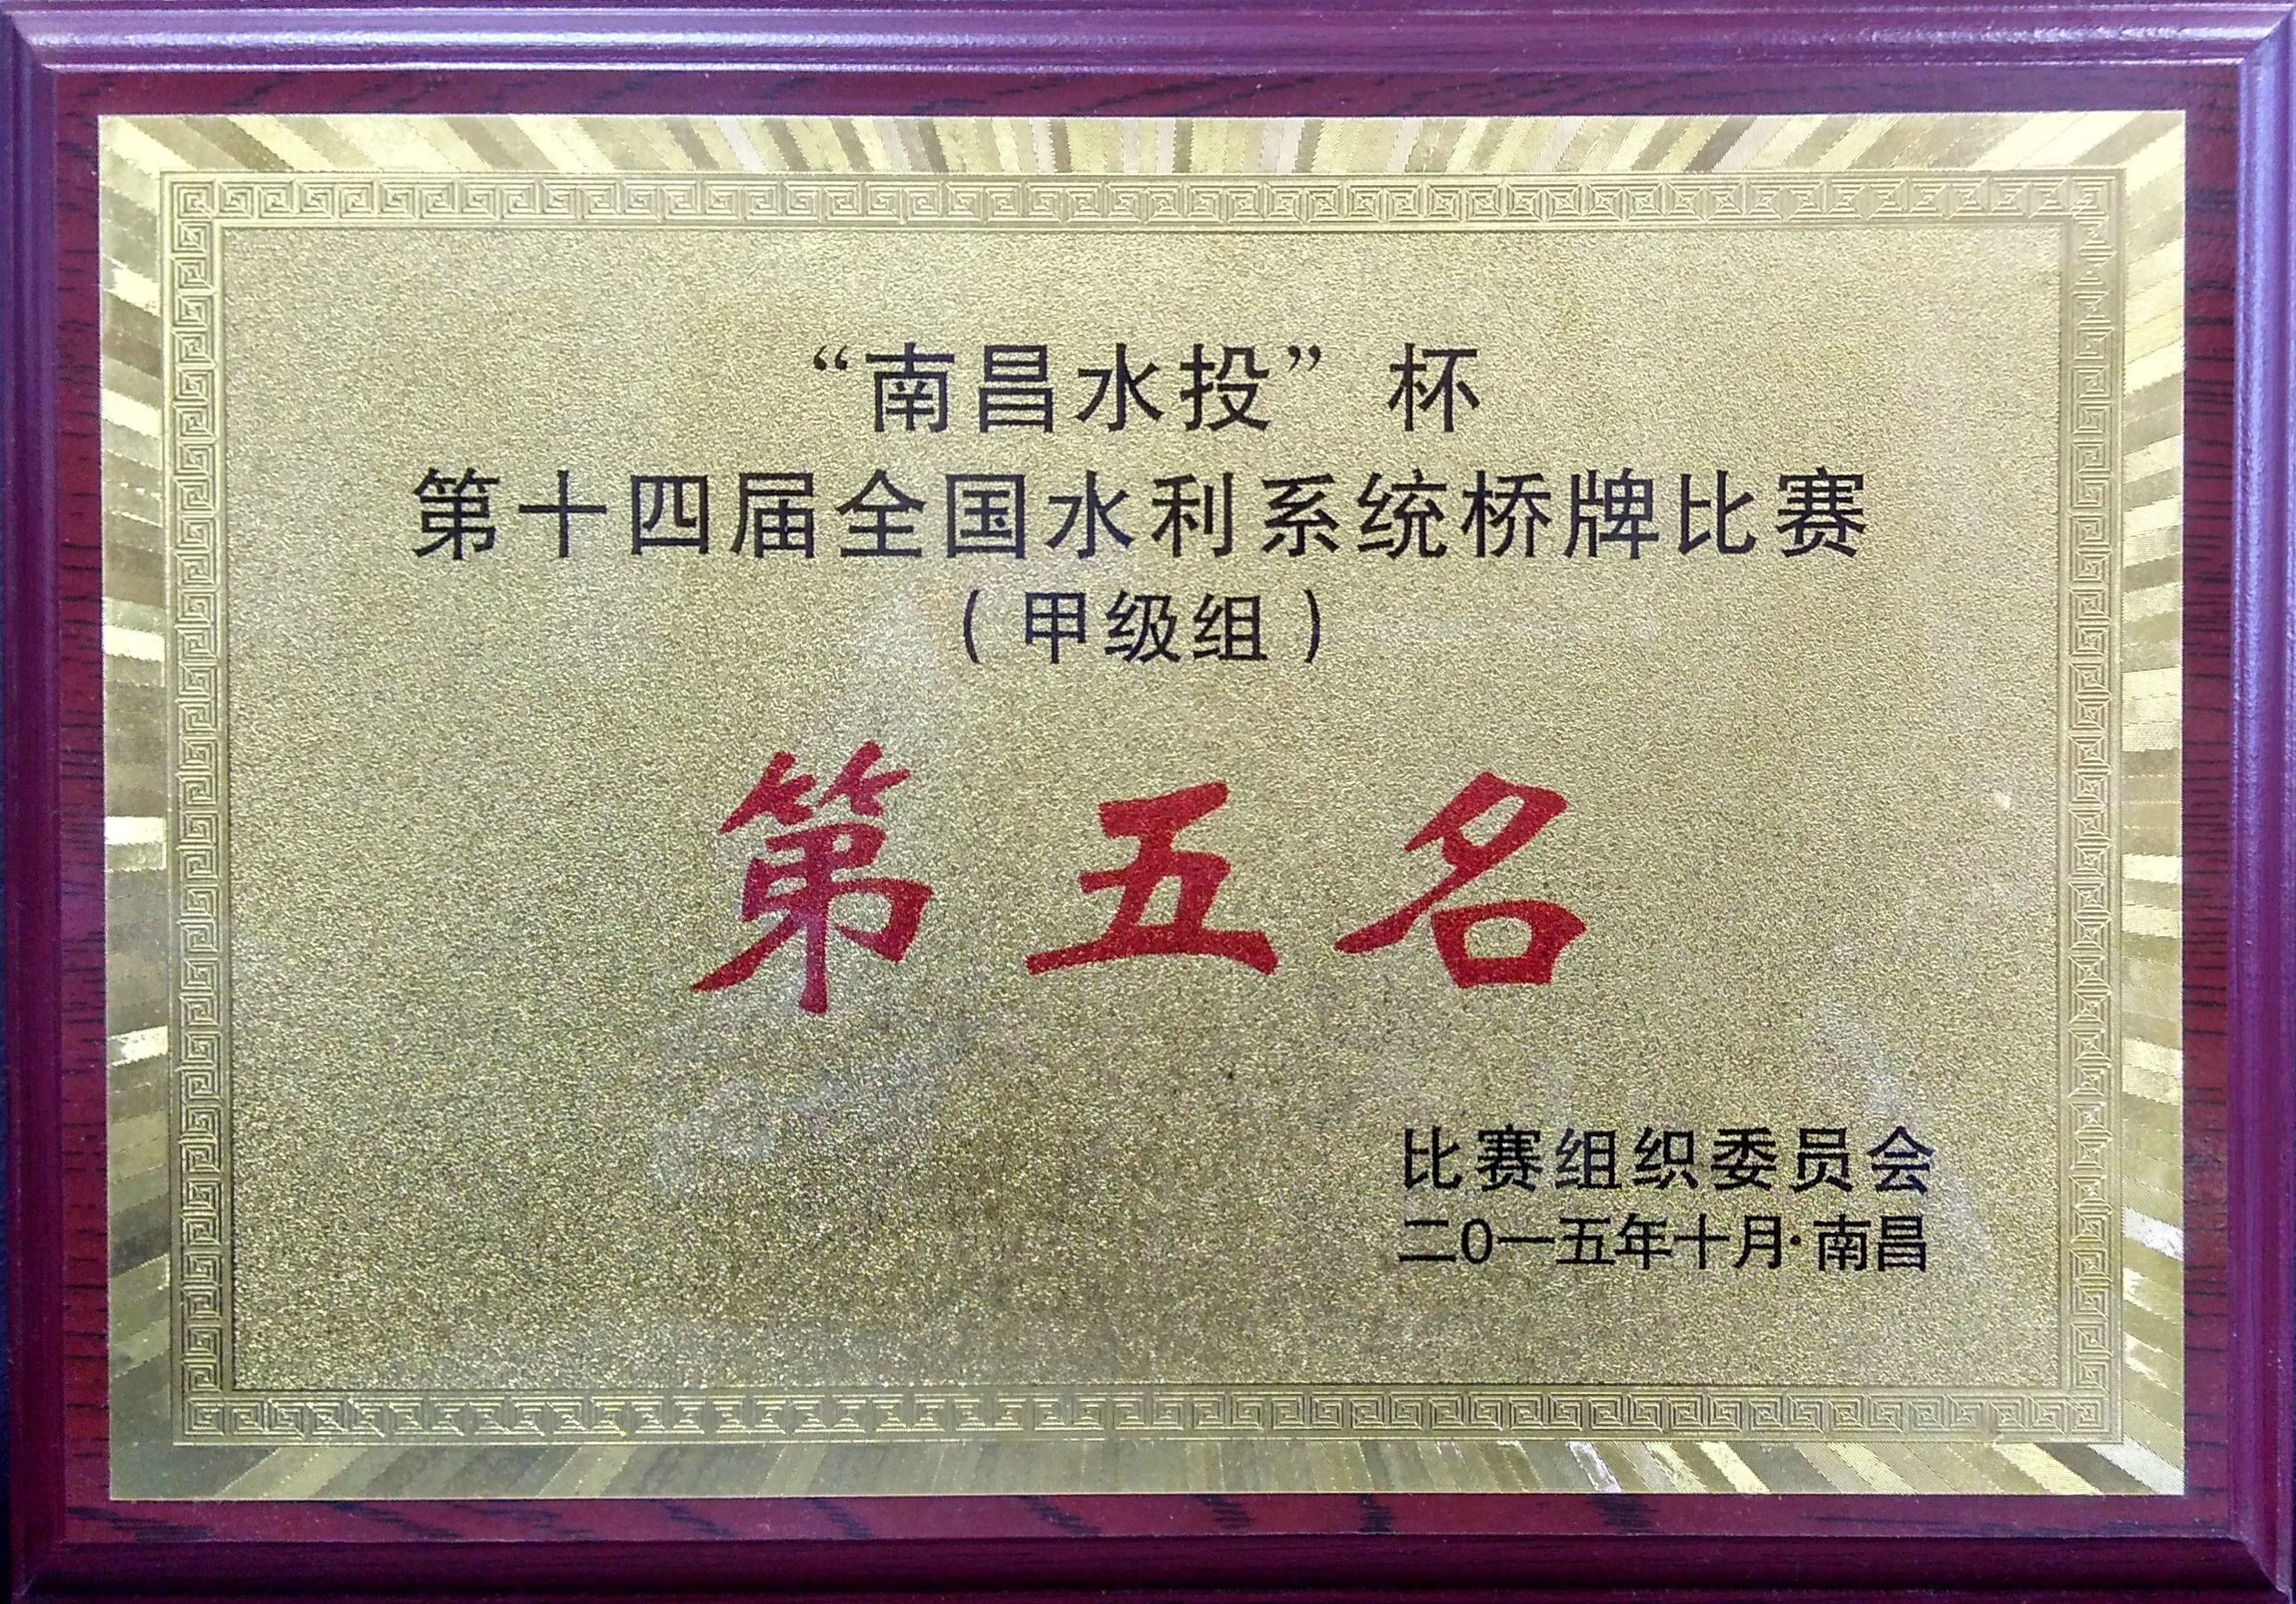 “南昌水投”杯
第十四届全国水利系统桥牌比赛
(甲级组)
第五名
比赛组织委员会
二0一五年十月·南昌